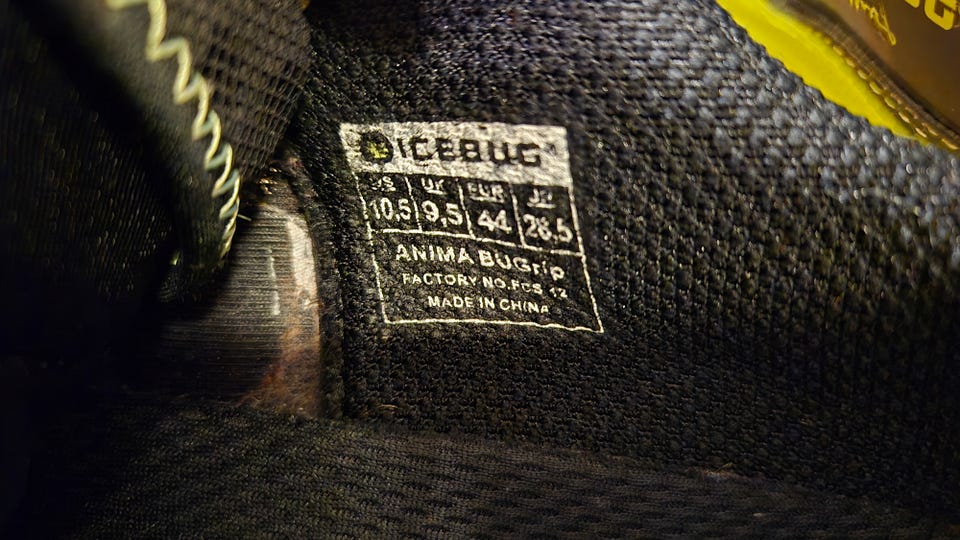 ICEBUG
US UK EUR JP
10.5 9,5 44 28.5
ANIMA BUGrip
FACTORY NO.FCS 12
MADE IN CHINA